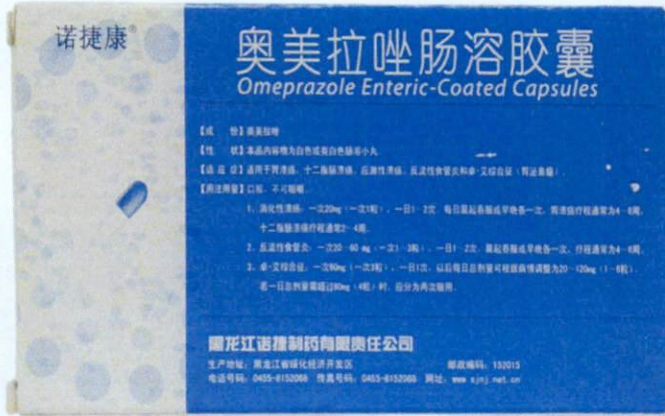 诺捷康®
奥美拉唑肠溶胶囊
Omeprazole Enteric-Coated Capsules
【成 份】奥美拉唑
【性 状】本品内容物为白色或类白色肠溶小丸
【适应症】适用于胃溃疡、十二指肠溃疡、应激性溃疡、反流性食管炎和卓-艾综合征（胃泌素瘤）。
【用法用量】口服，不可咀嚼。
1. 消化性溃疡：一次20mg（一次1粒），一日1-2次，每日晨起吞服或早晚各一次，胃溃疡疗程通常为4-8周，
十二指肠溃疡疗程通常2-4周。
2. 反流性食管炎：一次20-60mg（一次1-3粒），一日1-2次，晨起吞服或早晚各一次，疗程通常为4-8周。
3. 卓-艾综合征：一次60mg（一次3粒），一日1次，以后每日总剂量可根据病情调整为20-120mg（1-6粒），
若一日总剂量需超过80mg（4粒）时，应分为两次服用。
黑龙江诺捷制药有限责任公司
生产地址：黑龙江省绥化经济开发区 邮政编码：152015
电话号码：0455-8152088 传真号码：0455-8152088 网址：www sjnj.net.cn